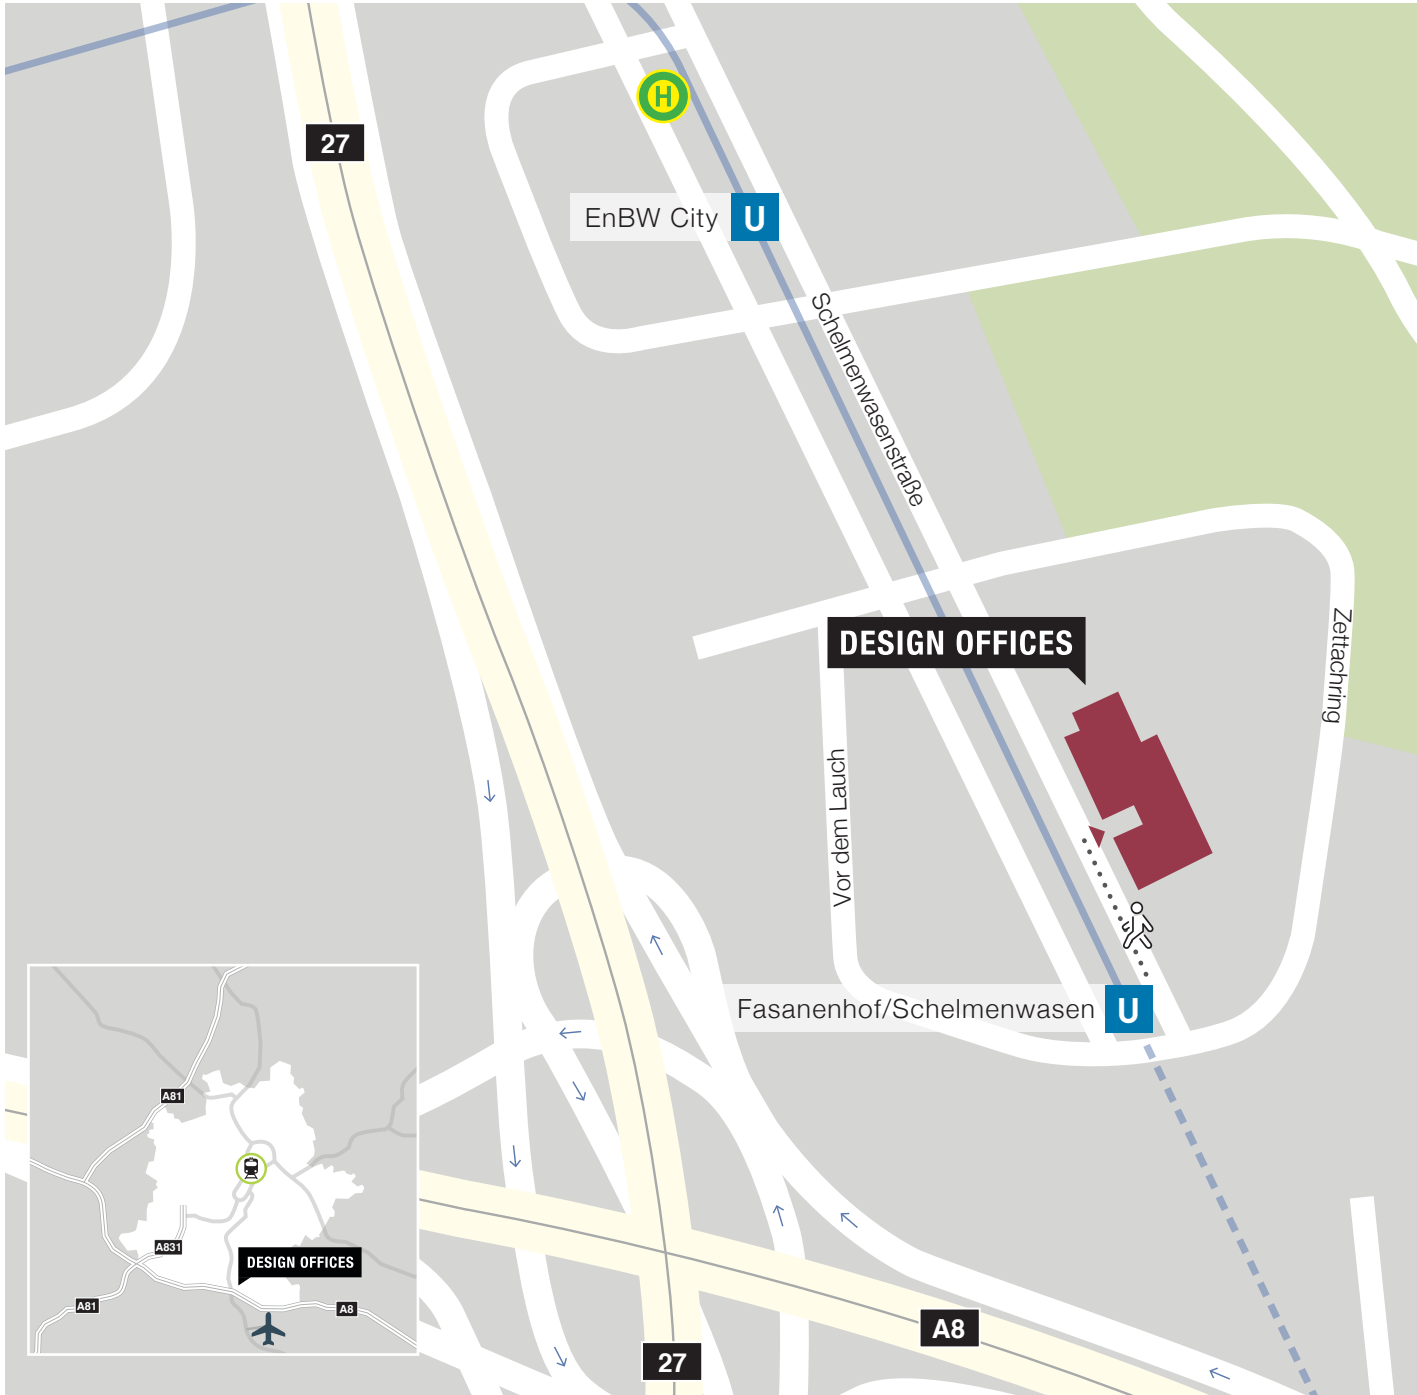 27
H
EnBW City U
Schelmenwasenstraße
DESIGN OFFICES
Zettachring
Vor dem Lauch
Fasanenhof/Schelmenwasen U
A81
A831
DESIGN OFFICES
A81
A8
A8
27